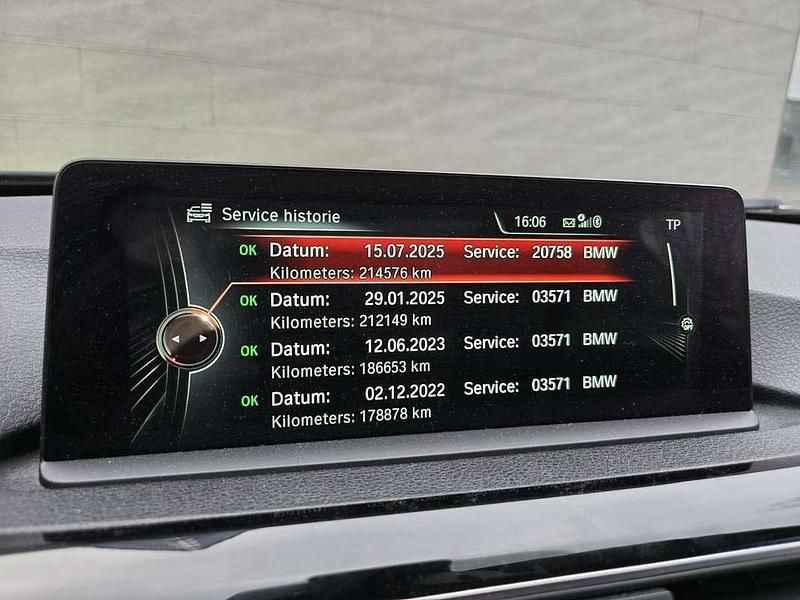 Service historie 16:06 TP
OK Datum: 15.07.2025 Service: 20758 BMW
Kilometers: 214576 km
OK Datum: 29.01.2025 Service: 03571 BMW
Kilometers: 212149 km
OK Datum: 12.06.2023 Service: 03571 BMW
Kilometers: 186653 km
OK Datum: 02.12.2022 Service: 03571 BMW
Kilometers: 178878 km